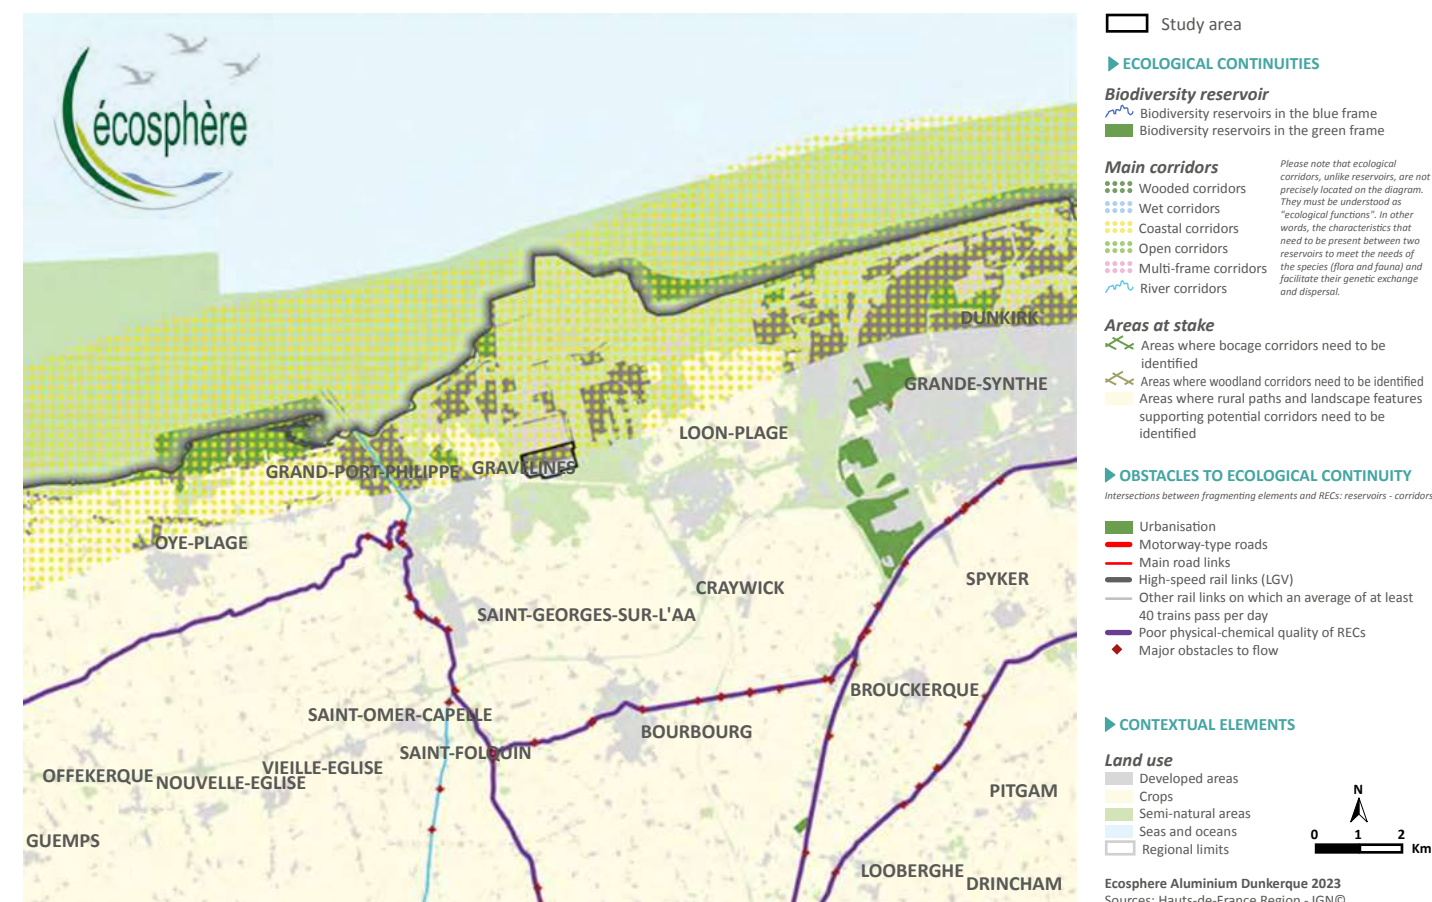 écosphère
DUNKIRK
GRANDE-SYNTHE
LOON-PLAGE
GRAND-PORT-PHILIPPE
GRAVELINES
OYE-PLAGE
CRAYWICK
SPYKER
SAINT-GEORGES-SUR-L'AA
BROUCKERQUE
SAINT-OMER-CAPELLE
BOURBOURG
SAINT-FOLQUIN
VIEILLE-EGLISE
OFFEKERQUE
NOUVELLE-EGLISE
PITGAM
GUEMPS
LOOBERGHE
DRINCHAM
Study area
ECOLOGICAL CONTINUITIES
Biodiversity reservoir
Biodiversity reservoirs in the blue frame
Biodiversity reservoirs in the green frame
Main corridors
Wooded corridors
Wet corridors
Coastal corridors
Open corridors
Multi-frame corridors
River corridors
Please note that ecological
corridors, unlike reservoirs, are not
precisely located on the diagram.
They must be understood as
"ecological functions". In other
words, the characteristics that
need to be present between two
reservoirs to meet the needs of
the species (flora and fauna) and
facilitate their genetic exchange
and dispersal.
Areas at stake
Areas where bocage corridors need to be
identified
Areas where woodland corridors need to be identified
Areas where rural paths and landscape features
supporting potential corridors need to be
identified
OBSTACLES TO ECOLOGICAL CONTINUITY
Intersections between fragmenting elements and RECs: reservoirs - corridors
Urbanisation
Motorway-type roads
Main road links
High-speed rail links (LGV)
Other rail links on which an average of at least
40 trains pass per day
Poor physical-chemical quality of RECs
Major obstacles to flow
CONTEXTUAL ELEMENTS
Land use
Developed areas
Crops
Semi-natural areas
Seas and oceans
Regional limits
N
0 1 2
Km
Ecosphere Aluminium Dunkerque 2023
Sources: Hauts-de-France Region - IGN©